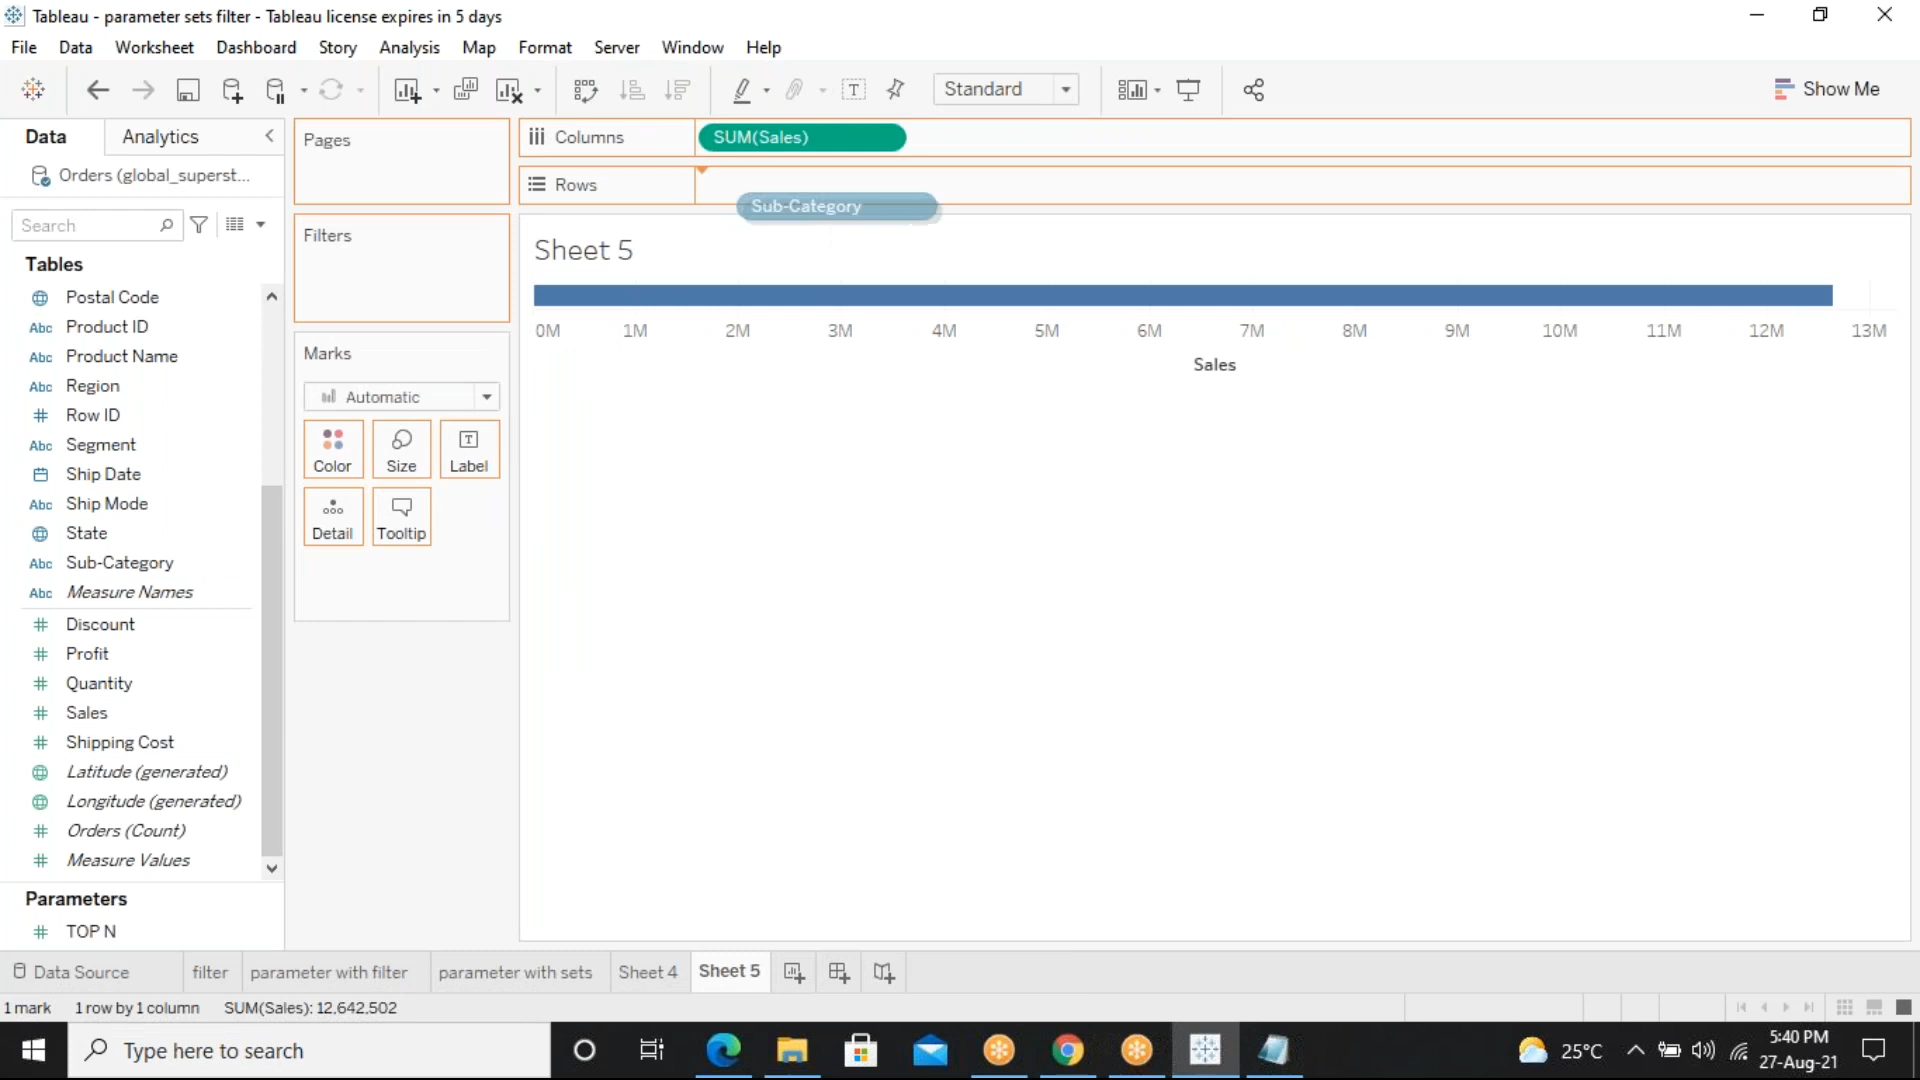 Tableau - parameter sets filter - Tableau license expires in 5 days
File Data Worksheet Dashboard Story Analysis Map Format Server Window Help
Standard
Show Me
Data Analytics
Orders (global_superst...
Search
Tables
Postal Code
Abc Product ID
Abc Product Name
Abc Region
Row ID
Abc Segment
Ship Date
Abc Ship Mode
State
Abc Sub-Category
Abc Measure Names
Discount
Profit
Quantity
Sales
Shipping Cost
Latitude (generated)
Longitude (generated)
Orders (Count)
Measure Values
Parameters
TOP N
Pages
Filters
Marks
Automatic
Color Size Label
Detail Tooltip
Columns SUM(Sales)
Rows
Sub-Category
Sheet 5
0M 1M 2M 3M 4M 5M 6M 7M 8M 9M 10M 11M 12M 13M
Sales
Data Source filter parameter with filter parameter with sets Sheet 4 Sheet 5
1 mark 1 row by 1 column SUM(Sales): 12,642,502
Type here to search
25°C
5:40 PM
27-Aug-21